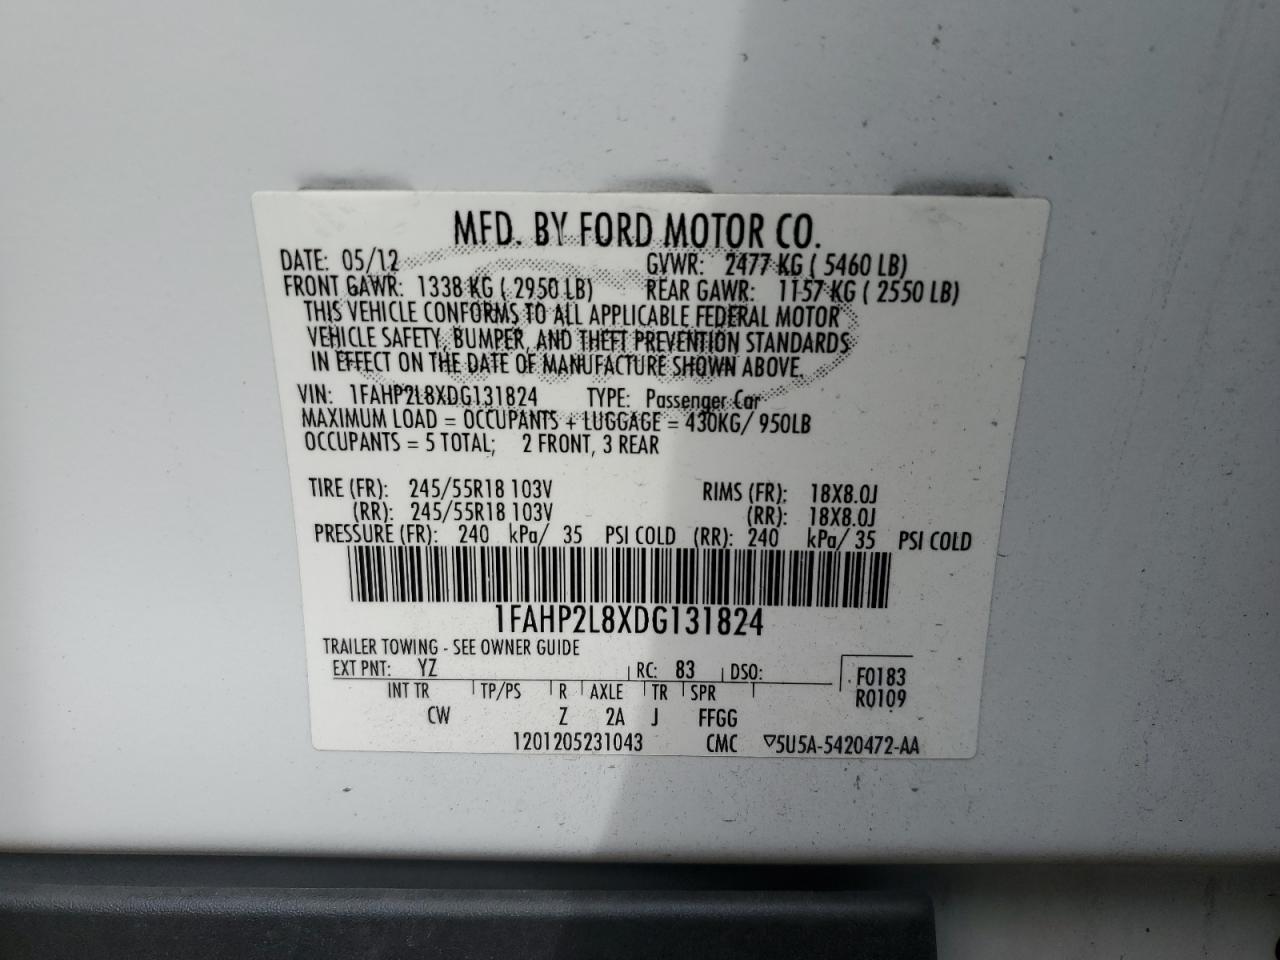 MFD. BY FORD MOTOR CO.
DATE: 05/12 GVWR: 2477 KG ( 5460 LB)
FRONT GAWR: 1338 KG ( 2950 LB) REAR GAWR: 1157 KG ( 2550 LB)
THIS VEHICLE CONFORMS TO ALL APPLICABLE FEDERAL MOTOR
VEHICLE SAFETY, BUMPER, AND THEFT PREVENTION STANDARDS
IN EFFECT ON THE DATE OF MANUFACTURE SHOWN ABOVE.
VIN: 1FAHP2L8XDG131824 TYPE: Passenger Car
MAXIMUM LOAD = OCCUPANTS + LUGGAGE = 430KG/ 950LB
OCCUPANTS = 5 TOTAL; 2 FRONT, 3 REAR
TIRE (FR): 245/55R18 103V RIMS (FR): 18X8.0J
(RR): 245/55R18 103V (RR): 18X8.0J
PRESSURE (FR): 240 kPa/ 35 PSI COLD (RR): 240 kPa/ 35 PSI COLD
1FAHP2L8XDG131824
TRAILER TOWING - SEE OWNER GUIDE
EXT PNT: YZ RC: 83 DSO: F0183
INT TR TP/PS R AXLE TR SPR R0109
CW Z 2A J FFGG
1201205231043 CMC ▽5U5A-5420472-AA